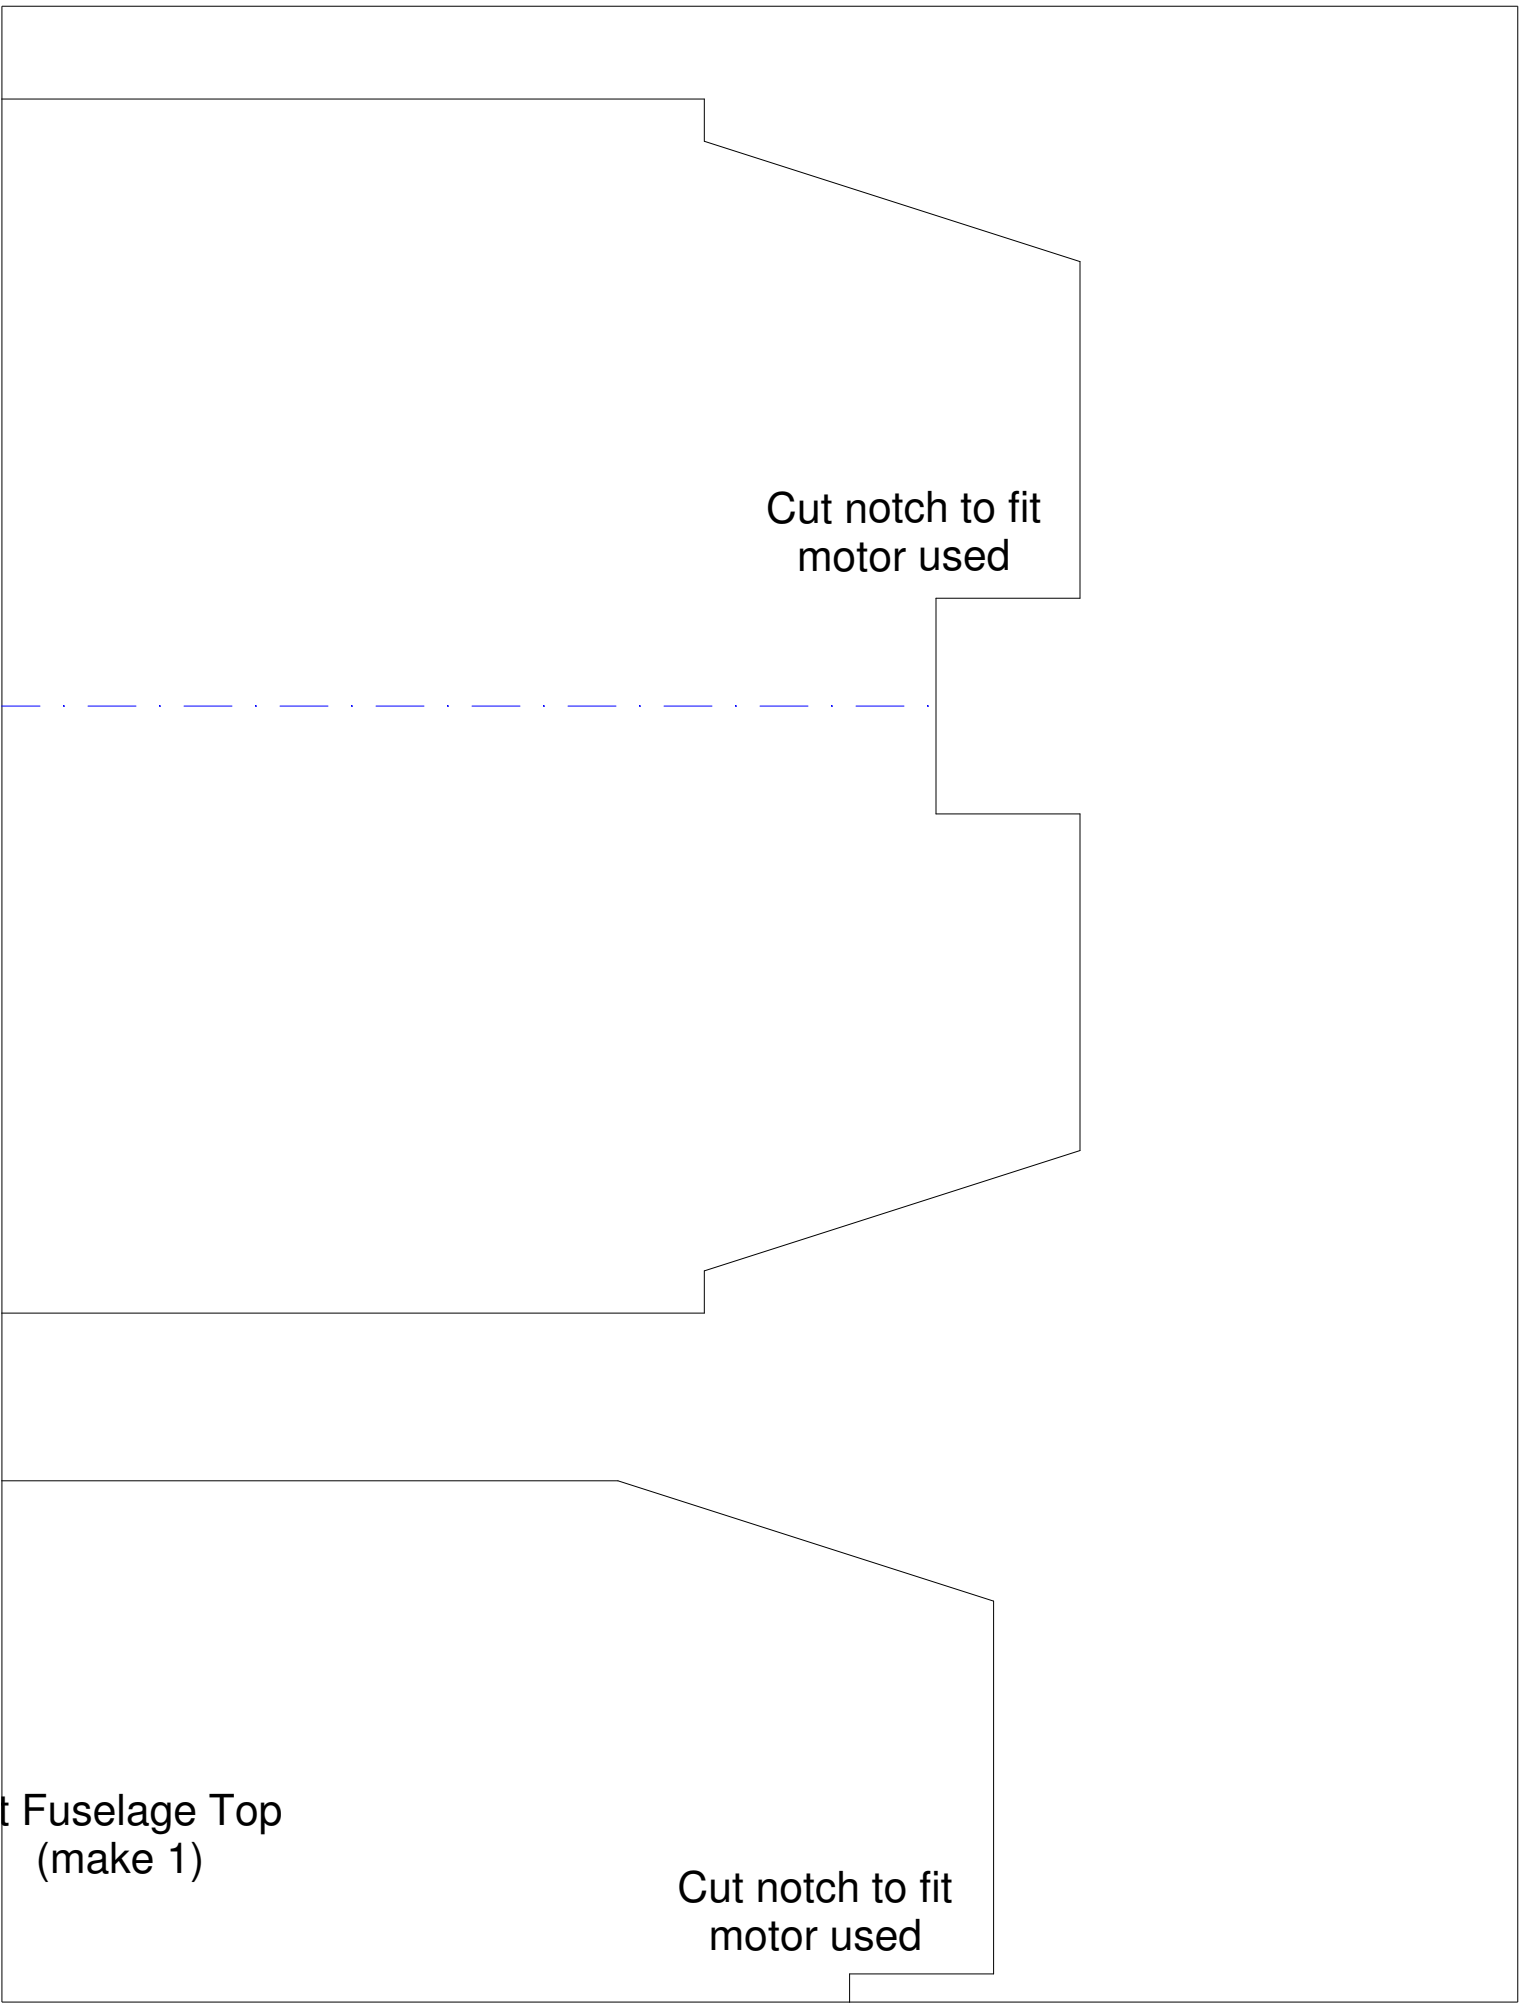 Cut notch to fit
motor used
t Fuselage Top
(make 1)
Cut notch to fit
motor used